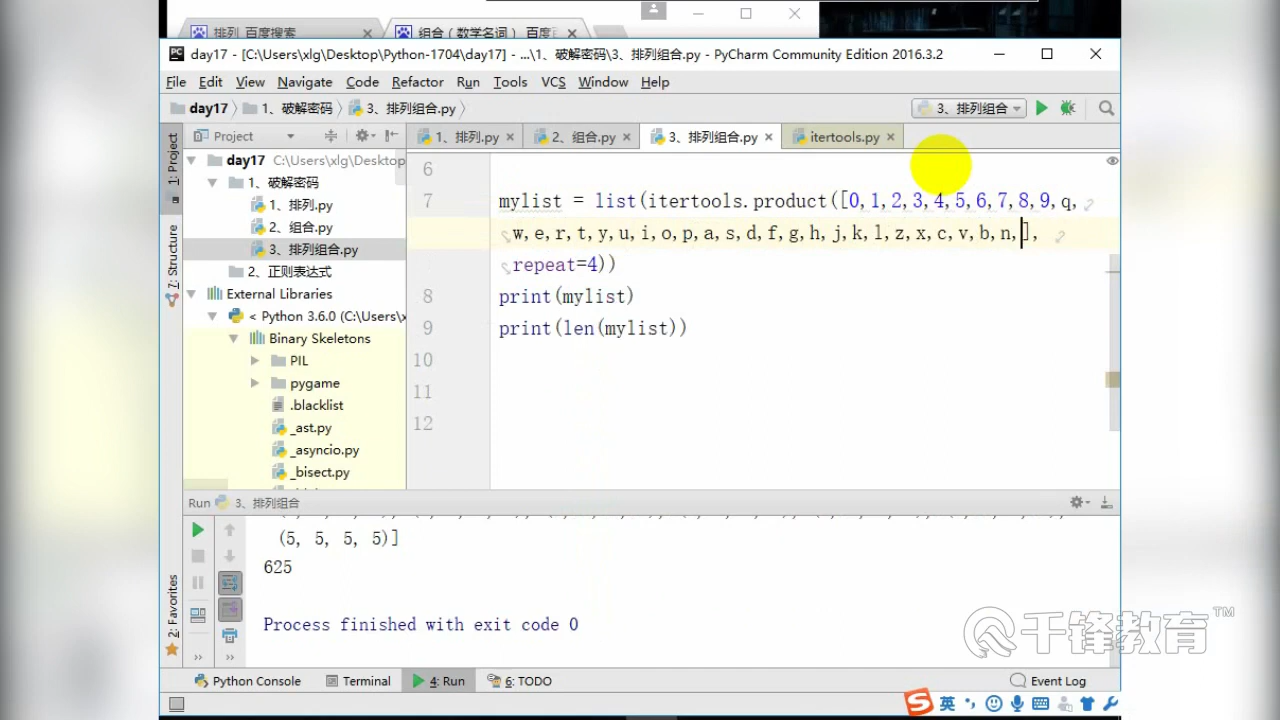 排列_百度搜索
组合（数学名词）_百度百
day17 - [C:\Users\xlg\Desktop\Python-1704\day17] - ...\1、破解密码\3、排列组合.py - PyCharm Community Edition 2016.3.2
File Edit View Navigate Code Refactor Run Tools VCS Window Help
day17 1、破解密码 3、排列组合.py 3、排列组合
1: Project
Project
1、排列.py 2、组合.py 3、排列组合.py itertools.py
day17 C:\Users\xlg\Desktop
1、破解密码
1、排列.py
2、组合.py
3、排列组合.py
2、正则表达式
External Libraries
< Python 3.6.0 (C:\Users\x
Binary Skeletons
PIL
pygame
.blacklist
_ast.py
_asyncio.py
_bisect.py
7: Structure
6
7 mylist = list(itertools.product([0,1,2,3,4,5,6,7,8,9,q,
w,e,r,t,y,u,i,o,p,a,s,d,f,g,h,j,k,l,z,x,c,v,b,n,],
repeat=4))
8 print(mylist)
9 print(len(mylist))
10
11
12
Run 3、排列组合
(5, 5, 5, 5)]
625
Process finished with exit code 0
2: Favorites
千锋教育™
Python Console Terminal 4: Run 6: TODO Event Log
英